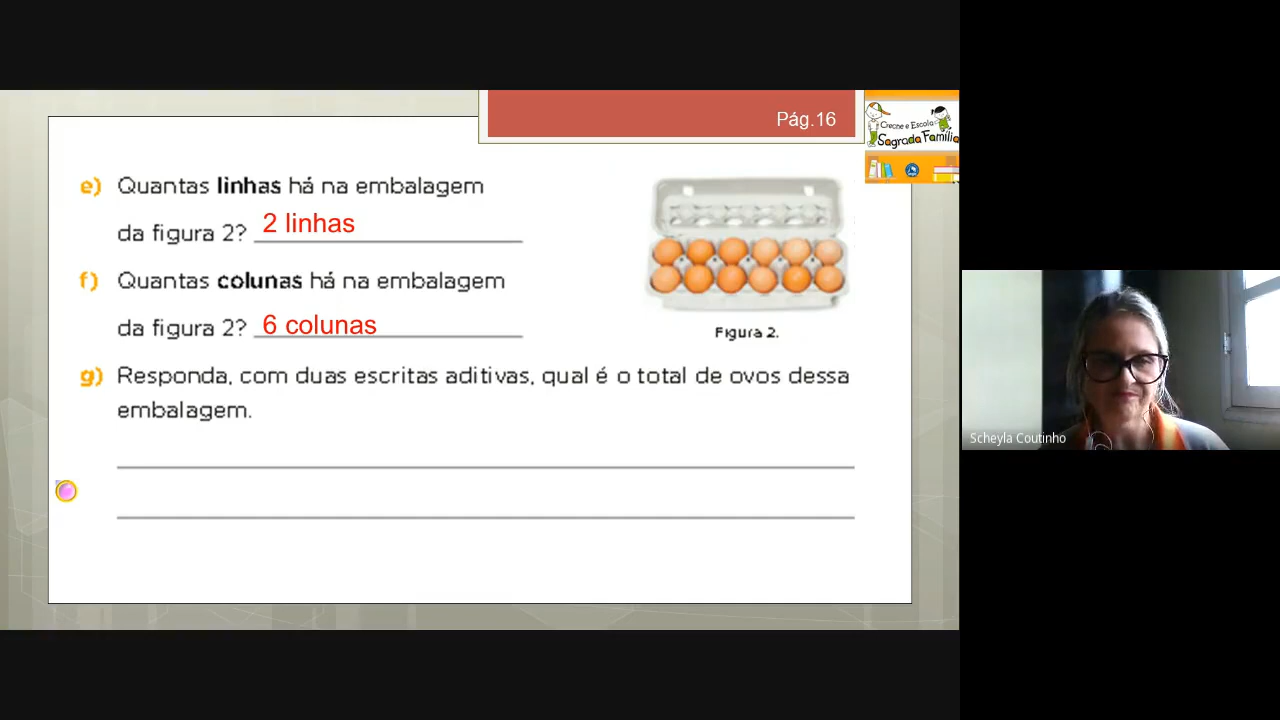 Pág.16
Creche e Escola
Sagrada Família
e) Quantas linhas há na embalagem
da figura 2? 2 linhas
f) Quantas colunas há na embalagem
da figura 2? 6 colunas
Figura 2.
g) Responda, com duas escritas aditivas, qual é o total de ovos dessa
embalagem.
Scheyla Coutinho